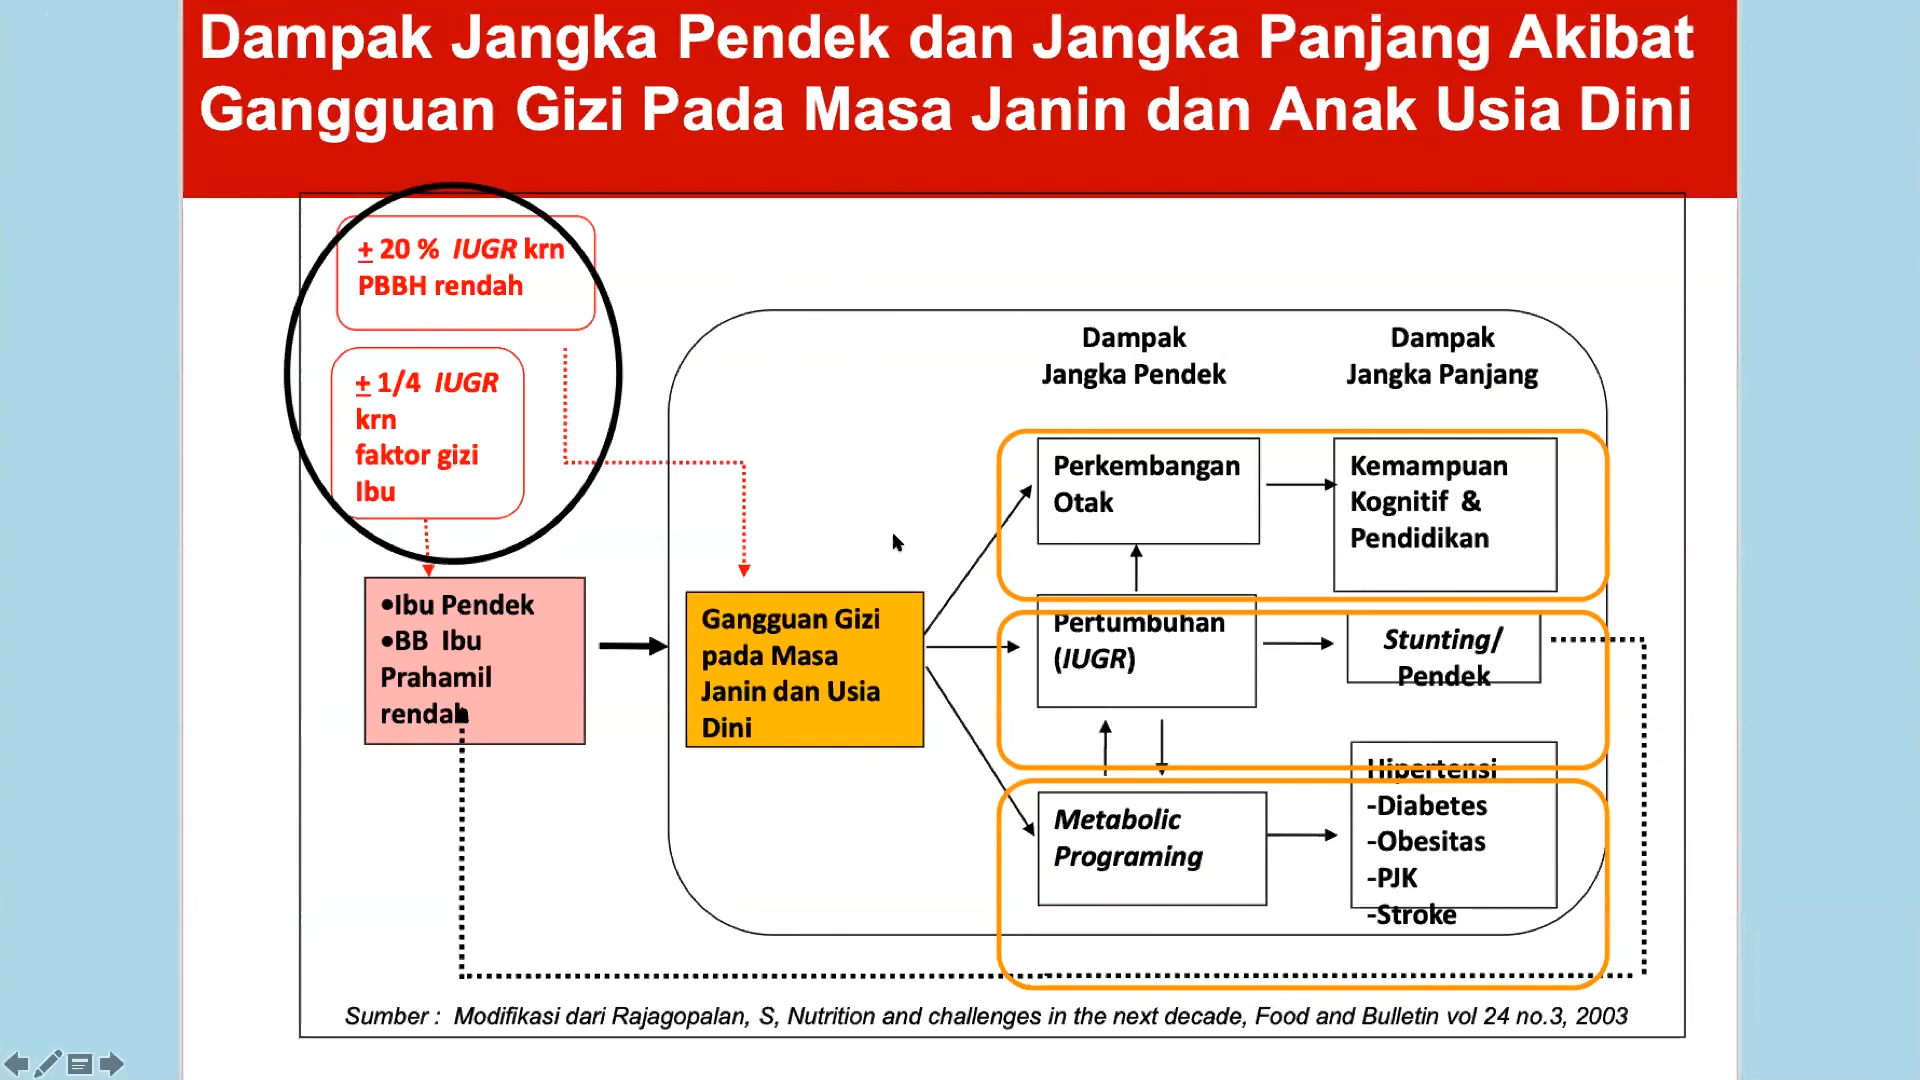 Dampak Jangka Pendek dan Jangka Panjang Akibat
Gangguan Gizi Pada Masa Janin dan Anak Usia Dini
+ 20 % IUGR krn
PBBH rendah
+ 1/4 IUGR
krn
faktor gizi
Ibu
•Ibu Pendek
•BB Ibu
Prahamil
rendah
Gangguan Gizi
pada Masa
Janin dan Usia
Dini
Dampak
Jangka Pendek
Dampak
Jangka Panjang
Perkembangan
Otak
Kemampuan
Kognitif &
Pendidikan
Pertumbuhan
(IUGR)
Stunting/
Pendek
Metabolic
Programing
Hipertensi
-Diabetes
-Obesitas
-PJK
-Stroke
Sumber : Modifikasi dari Rajagopalan, S, Nutrition and challenges in the next decade, Food and Bulletin vol 24 no.3, 2003